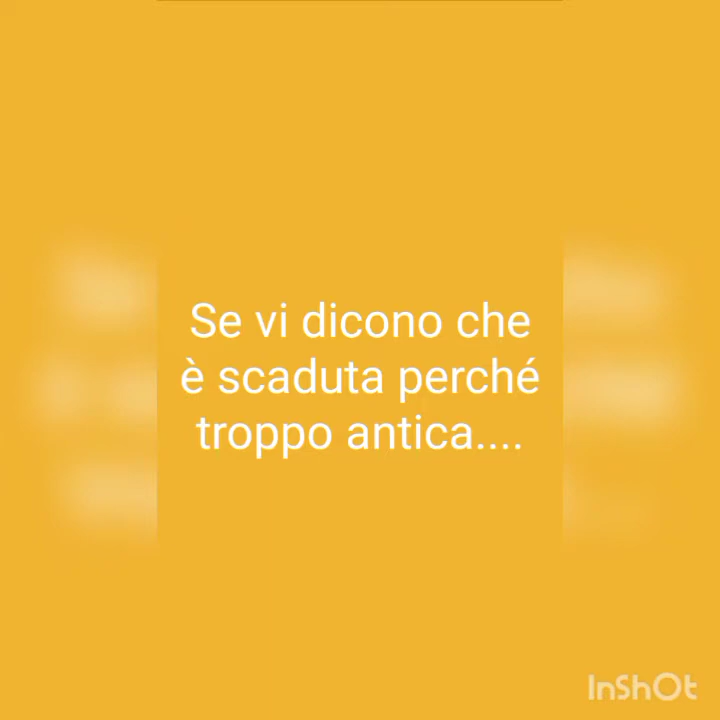 Se vi dicono che
è scaduta perché
troppo antica....
InShOt